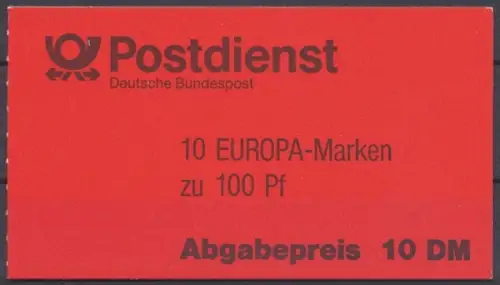 Postdienst
Deutsche Bundespost
10 EUROPA-Marken
zu 100 Pf
Abgabepreis 10 DM